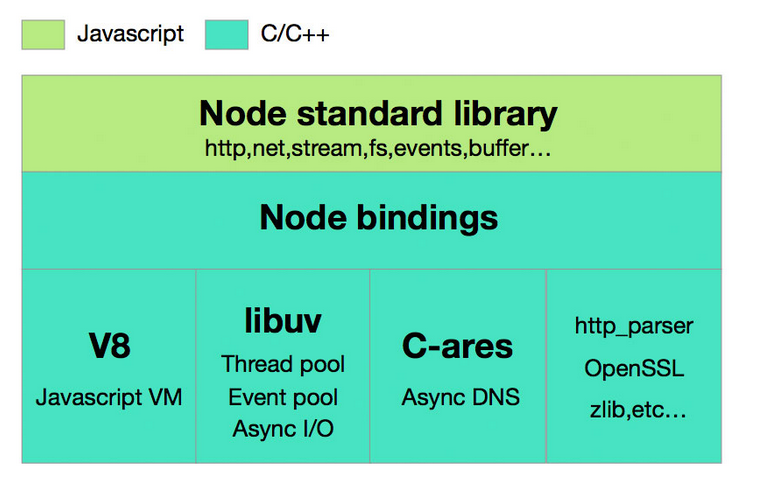 Javascript
C/C++
Node standard library
http,net,stream,fs,events,buffer...
Node bindings
V8
Javascript VM
libuv
Thread pool
Event pool
Async I/O
C-ares
Async DNS
http_parser
OpenSSL
zlib,etc...